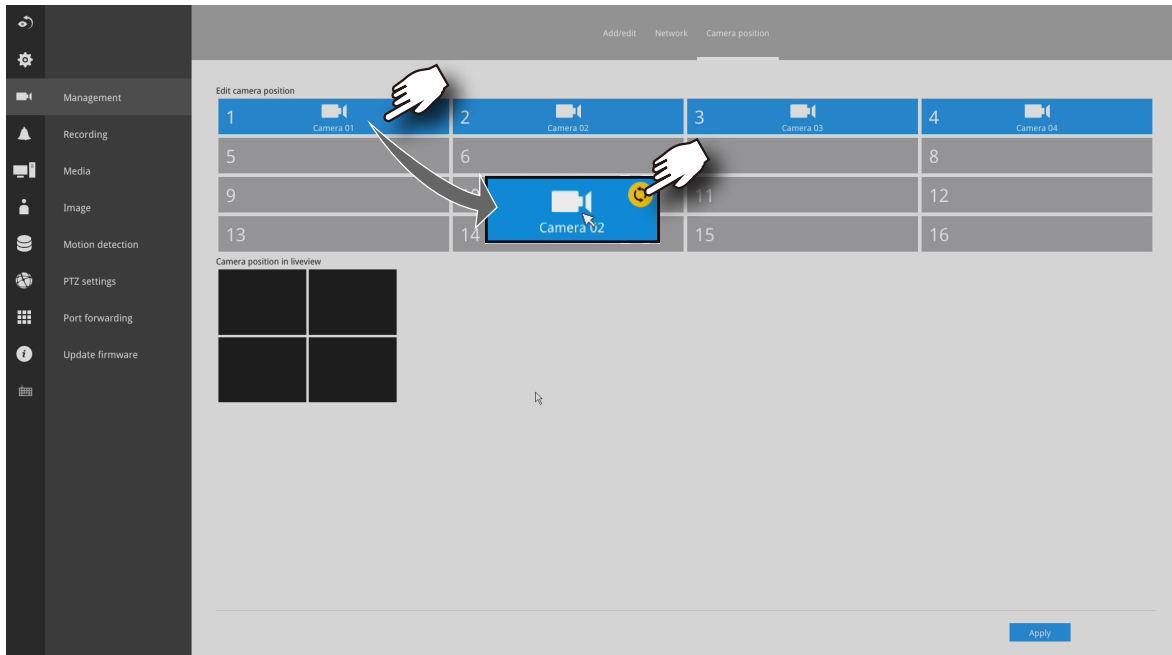 Add/edit Network Camera position
Management
Recording
Media
Image
Motion detection
PTZ settings
Port forwarding
Update firmware
Edit camera position
1 Camera 01 2 Camera 02 3 Camera 03 4 Camera 04
5 6 8
9 10 11 12
Camera 02
13 14 15 16
Camera position in liveview
Apply